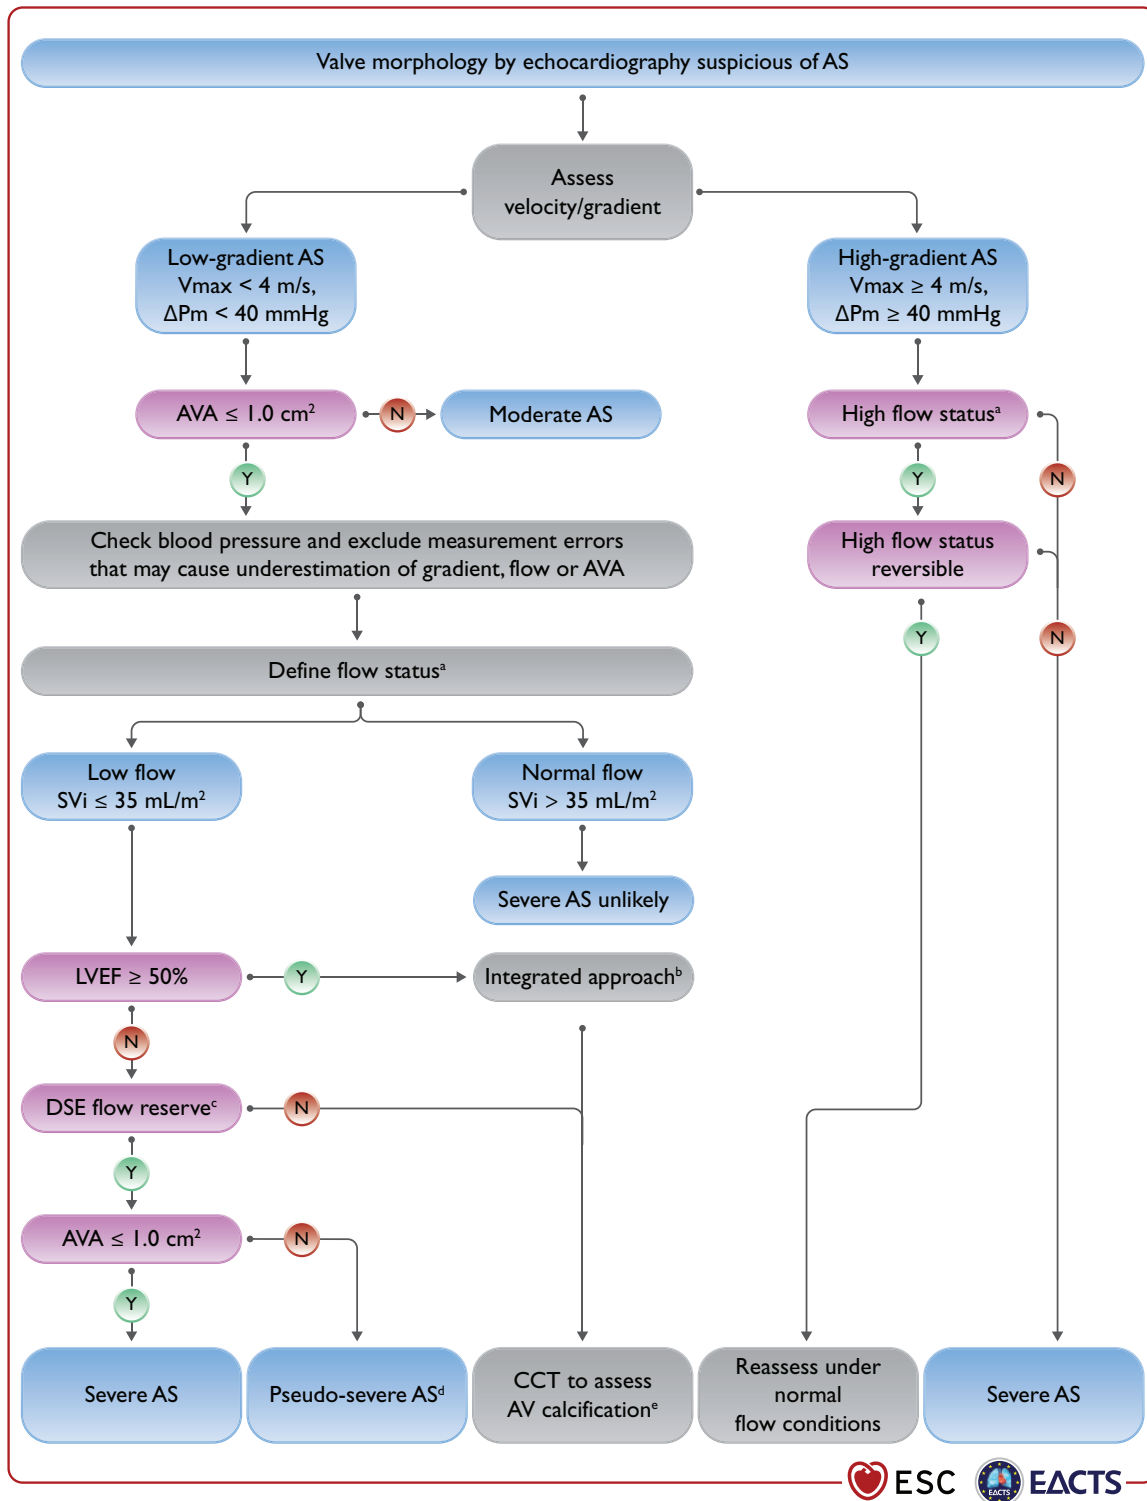 Valve morphology by echocardiography suspicious of AS
Assess
velocity/gradient
Low-gradient AS
Vmax < 4 m/s,
ΔPm < 40 mmHg
High-gradient AS
Vmax ≥ 4 m/s,
ΔPm ≥ 40 mmHg
AVA ≤ 1.0 cm²
N
Moderate AS
High flow statusᵃ
Y
Y
N
Check blood pressure and exclude measurement errors
that may cause underestimation of gradient, flow or AVA
High flow status
reversible
Y
N
Define flow statusᵃ
Low flow
SVi ≤ 35 mL/m²
Normal flow
SVi > 35 mL/m²
Severe AS unlikely
LVEF ≥ 50%
Y
Integrated approachᵇ
N
DSE flow reserveᶜ
N
Y
AVA ≤ 1.0 cm²
N
Y
Severe AS
Pseudo-severe ASᵈ
CCT to assess
AV calcificationᵉ
Reassess under
normal
flow conditions
Severe AS
ESC
EACTS
EACTS